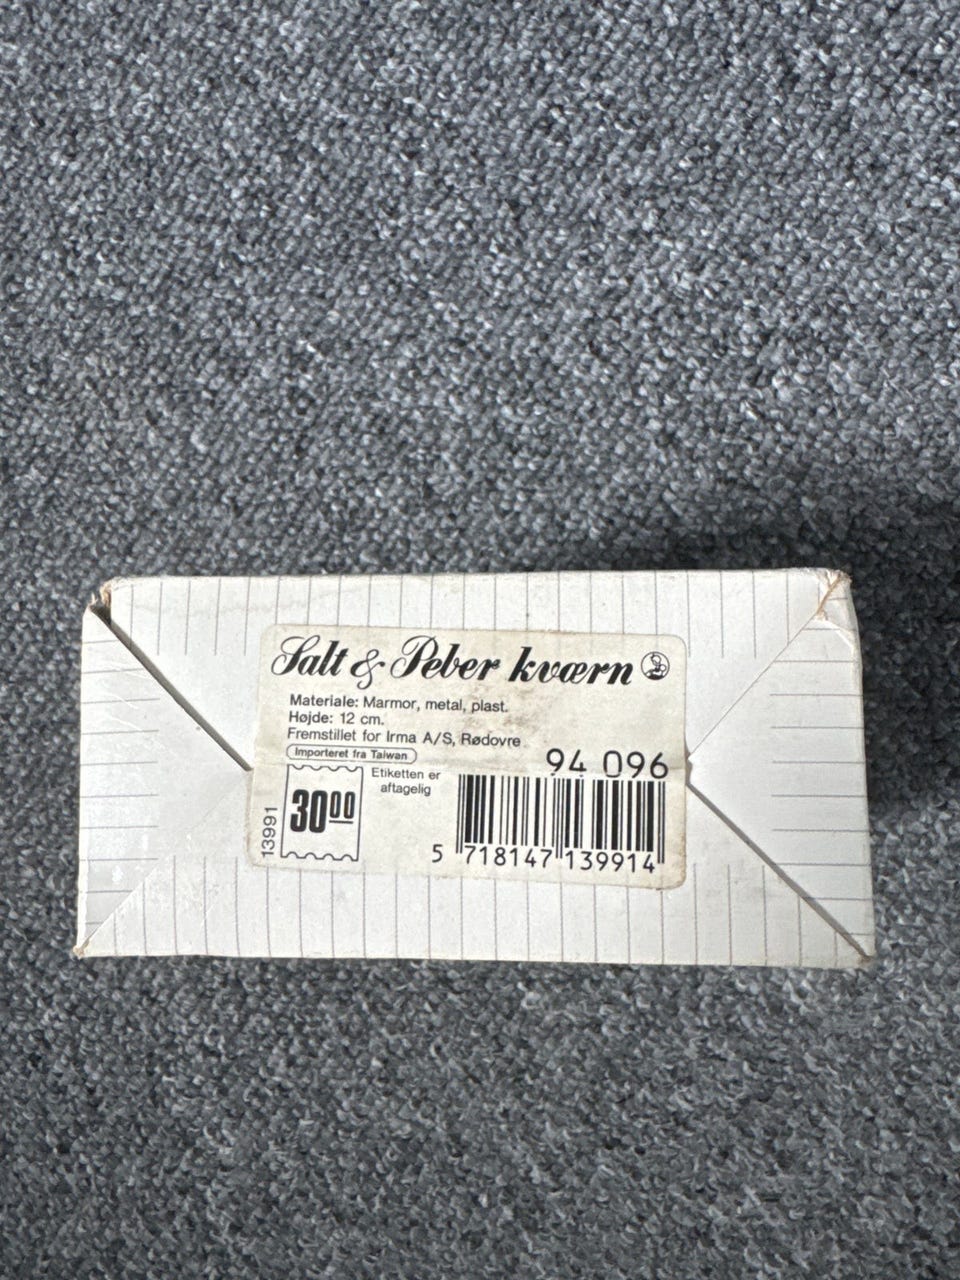 Salt & Peber kværn
Materiale: Marmor, metal, plast.
Højde: 12 cm.
Fremstillet for Irma A/S, Rødovre
Importeret fra Taiwan
94 096
Etiketten er
aftagelig
3000
13991
5 718147 139914